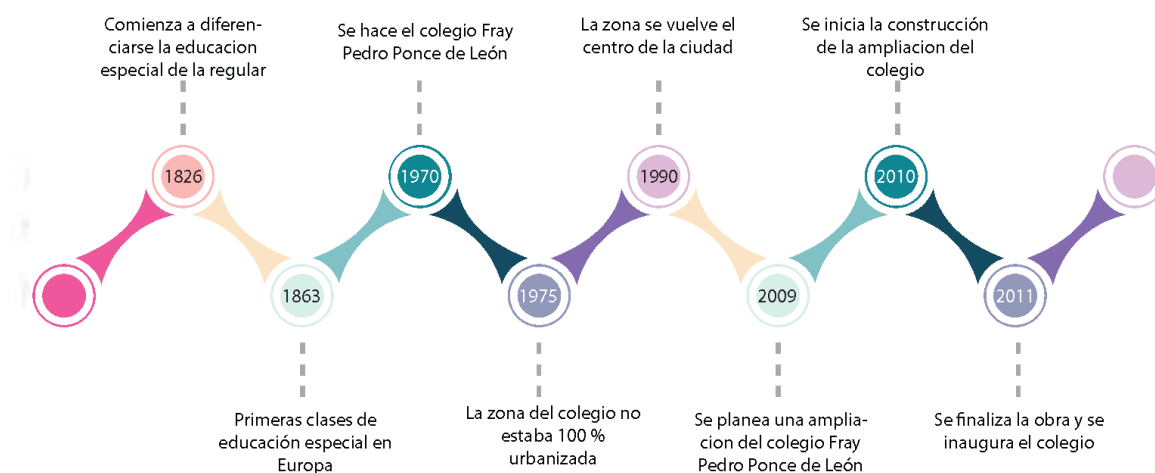 Comienza a diferen-
ciarse la educacion
especial de la regular
Se hace el colegio Fray
Pedro Ponce de León
La zona se vuelve el
centro de la ciudad
Se inicia la construcción
de la ampliacion del
colegio
1826
1970
1990
2010
1863
1975
2009
2011
Primeras clases de
educación especial en
Europa
La zona del colegio no
estaba 100 %
urbanizada
Se planea una amplia-
cion del colegio Fray
Pedro Ponce de León
Se finaliza la obra y se
inaugura el colegio